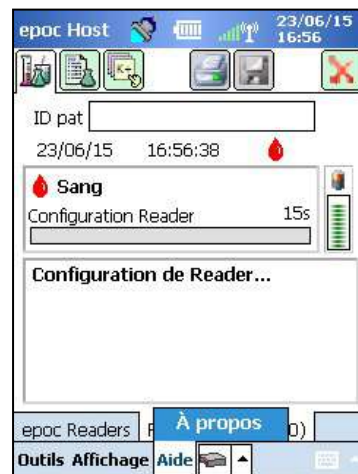 epoc Host 23/06/15
16:56
K+
ID pat
23/06/15 16:56:38
Sang
Configuration Reader 15s
Configuration de Reader...
À propos
epoc Readers 0)
Outils Affichage Aide